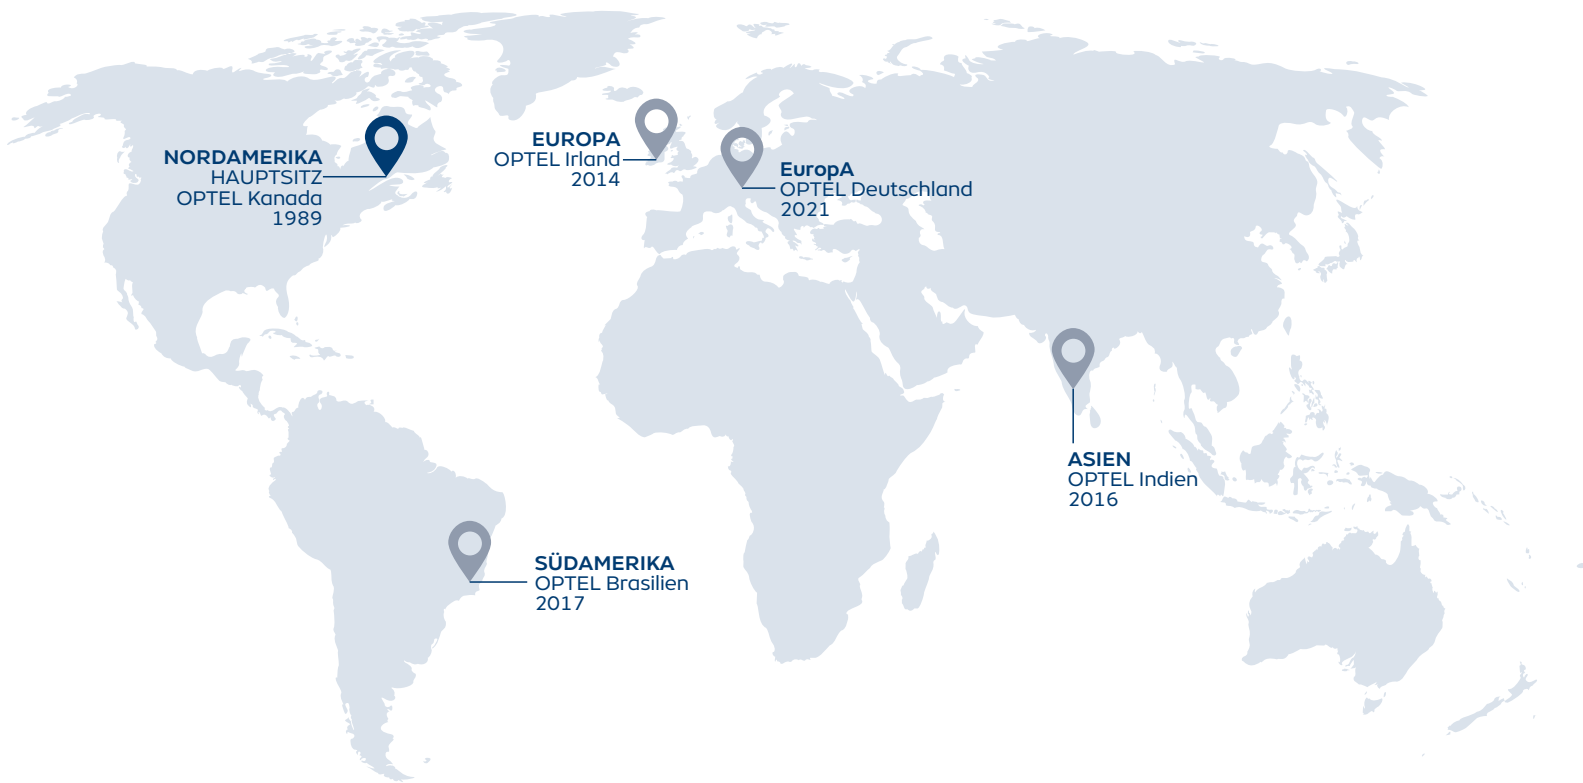 NORDAMERIKA
HAUPTSITZ
OPTEL Kanada
1989
EUROPA
OPTEL Irland
2014
EuropA
OPTEL Deutschland
2021
ASIEN
OPTEL Indien
2016
SÜDAMERIKA
OPTEL Brasilien
2017